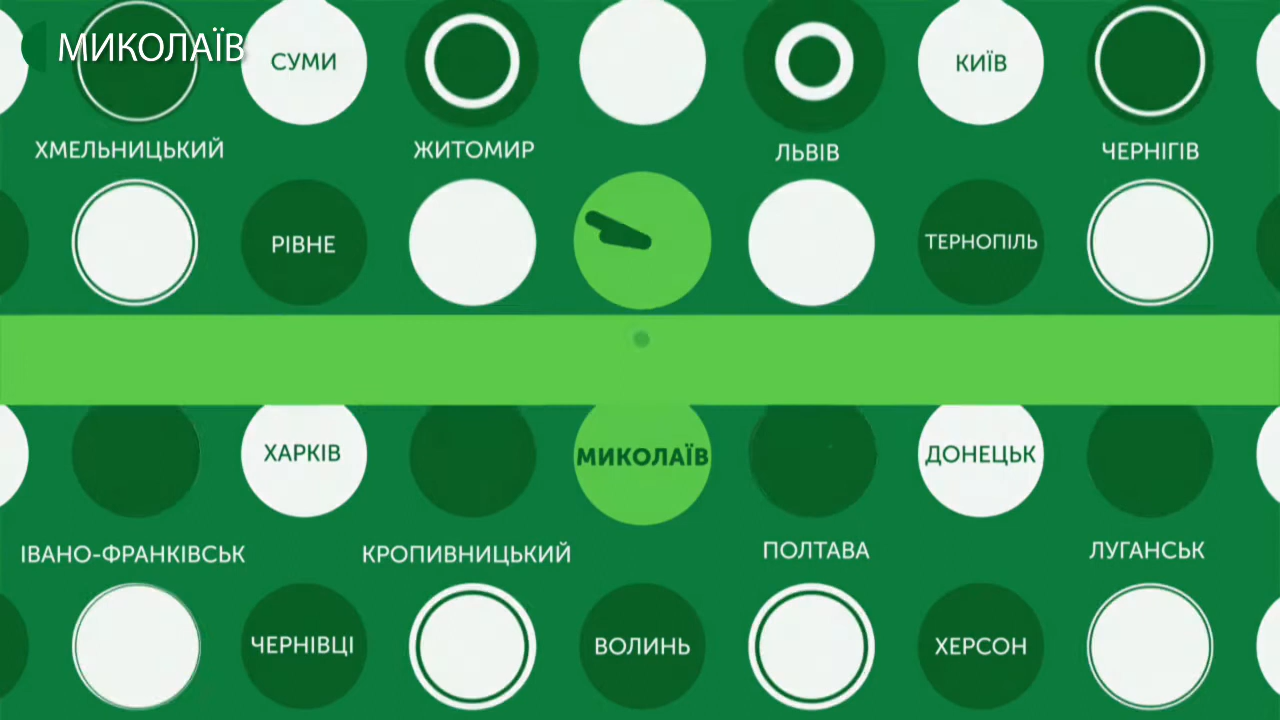 МИКОЛАЇВ
СУМИ
КИЇВ
ХМЕЛЬНИЦЬКИЙ
ЖИТОМИР
ЛЬВІВ
ЧЕРНІГІВ
РІВНЕ
ТЕРНОПІЛЬ
ХАРКІВ
МИКОЛАЇВ
ДОНЕЦЬК
ІВАНО-ФРАНКІВСЬК
КРОПИВНИЦЬКИЙ
ПОЛТАВА
ЛУГАНСЬК
ЧЕРНІВЦІ
ВОЛИНЬ
ХЕРСОН